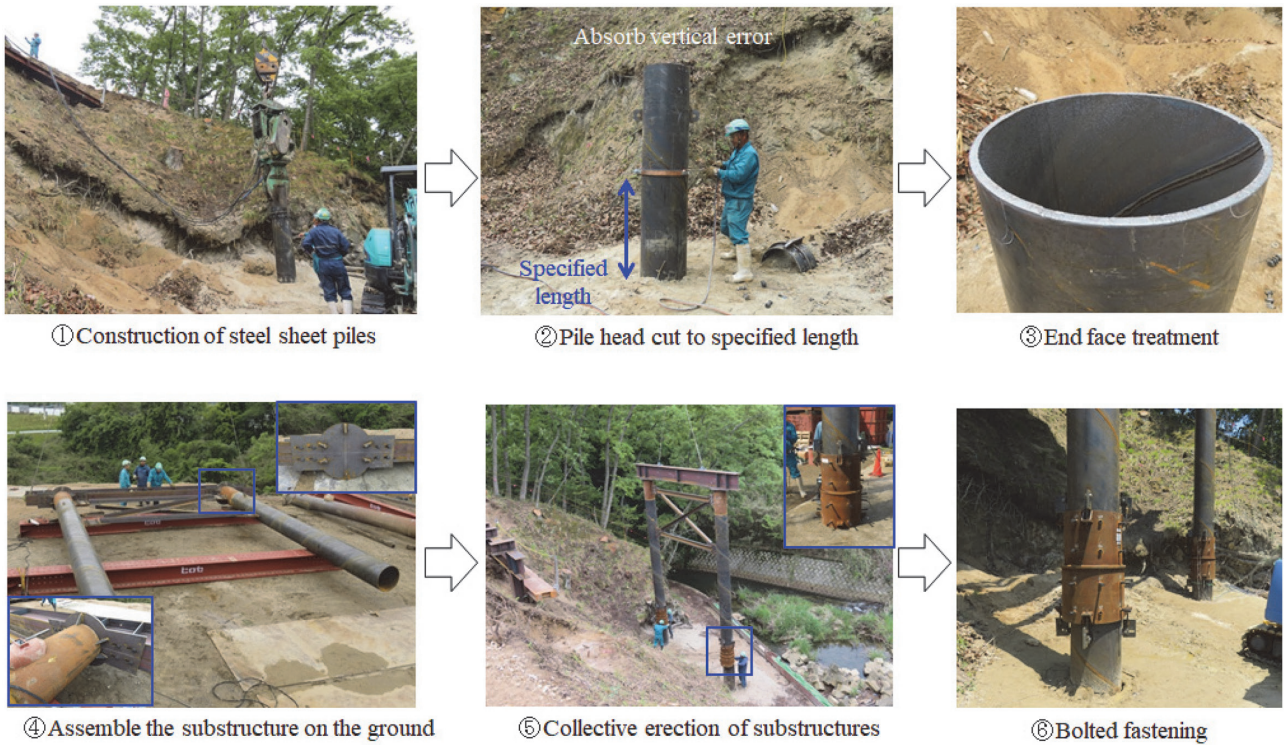 Absorb vertical error
Specified
length
①Construction of steel sheet piles
②Pile head cut to specified length
③End face treatment
④Assemble the substructure on the ground
⑤Collective erection of substructures
⑥Bolted fastening